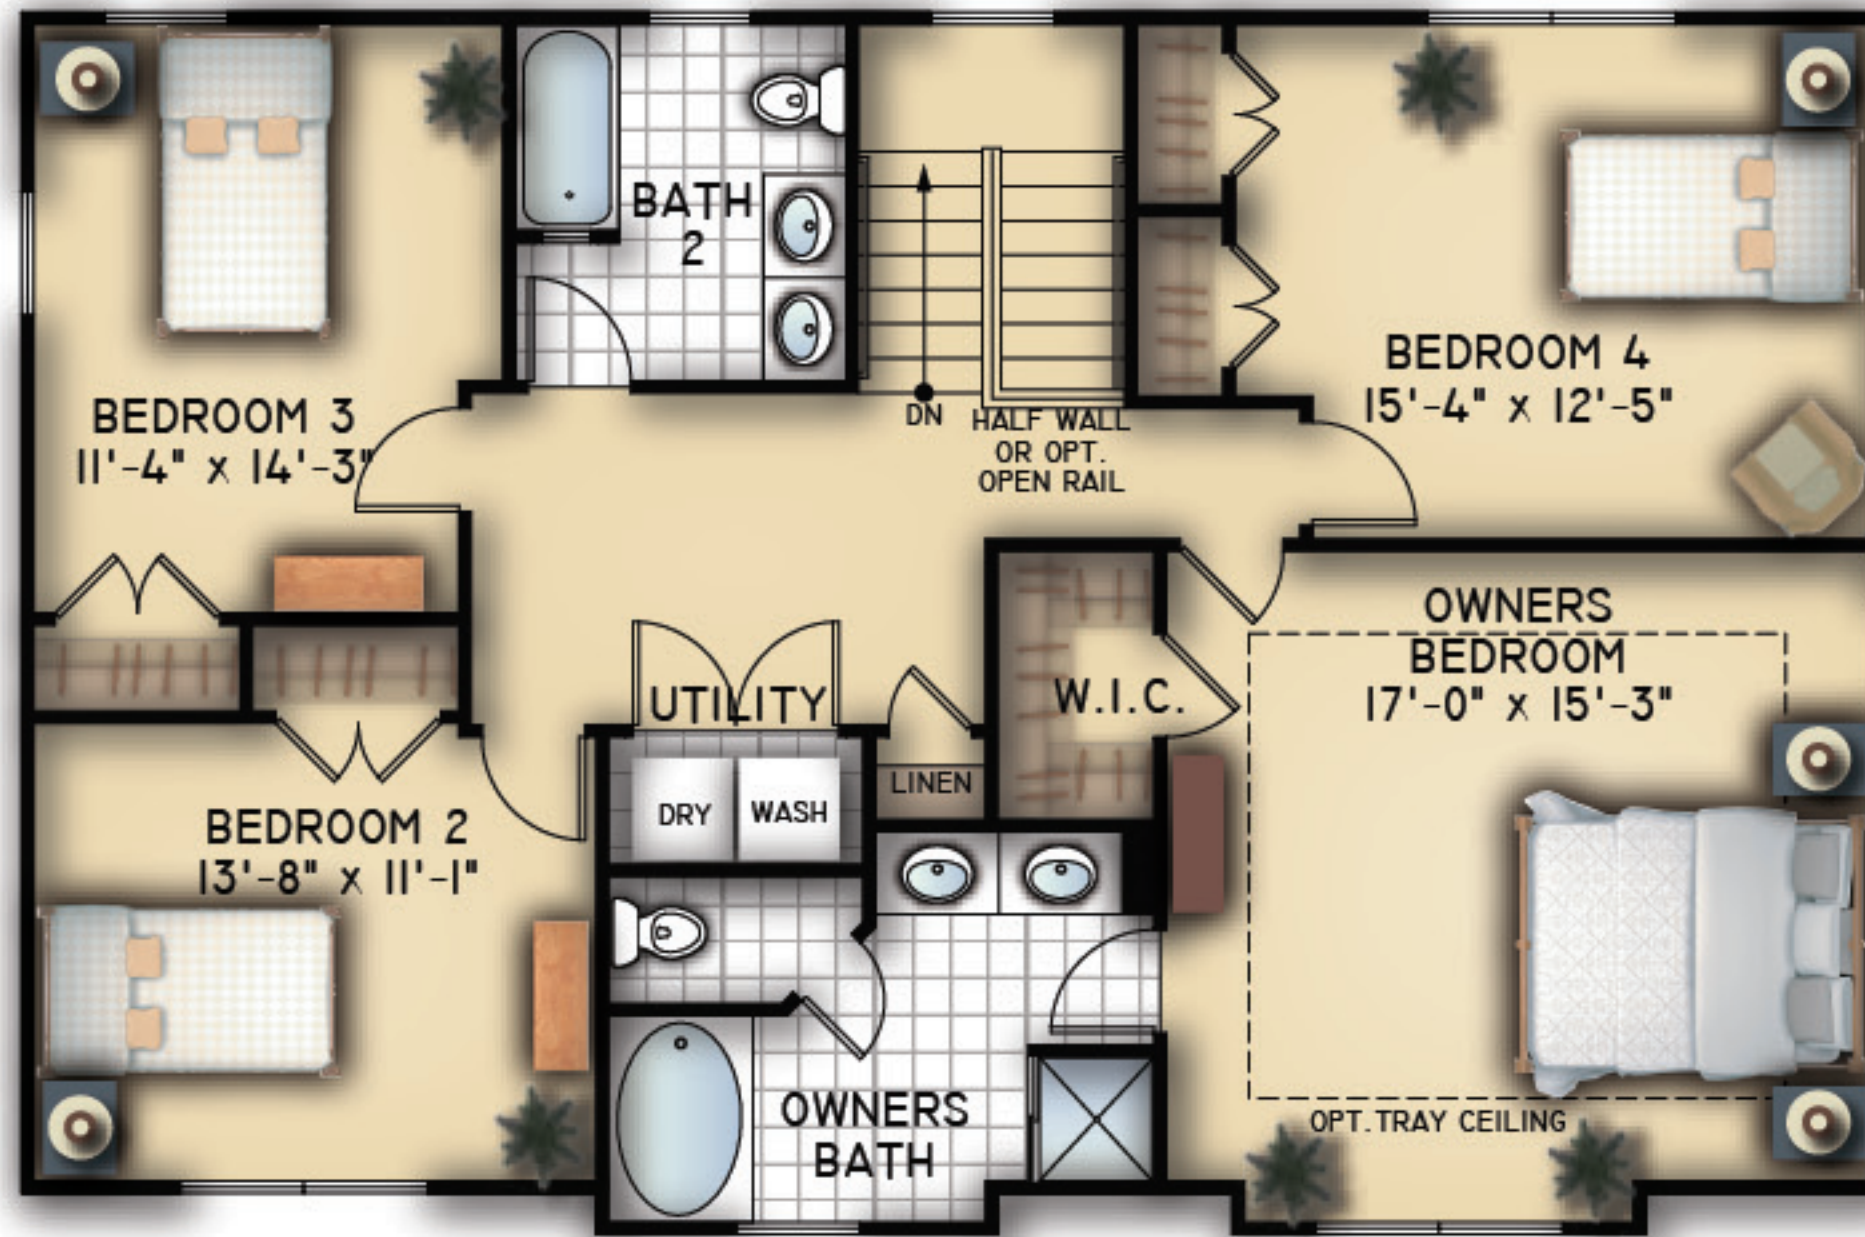 BATH
2
BEDROOM 3
11'-4" x 14'-3"
DN
HALF WALL
OR OPT.
OPEN RAIL
BEDROOM 4
15'-4" x 12'-5"
OWNERS
BEDROOM
17'-0" x 15'-3"
UTILITY
W.I.C.
LINEN
DRY
WASH
BEDROOM 2
13'-8" x 11'-1"
OWNERS
BATH
OPT. TRAY CEILING